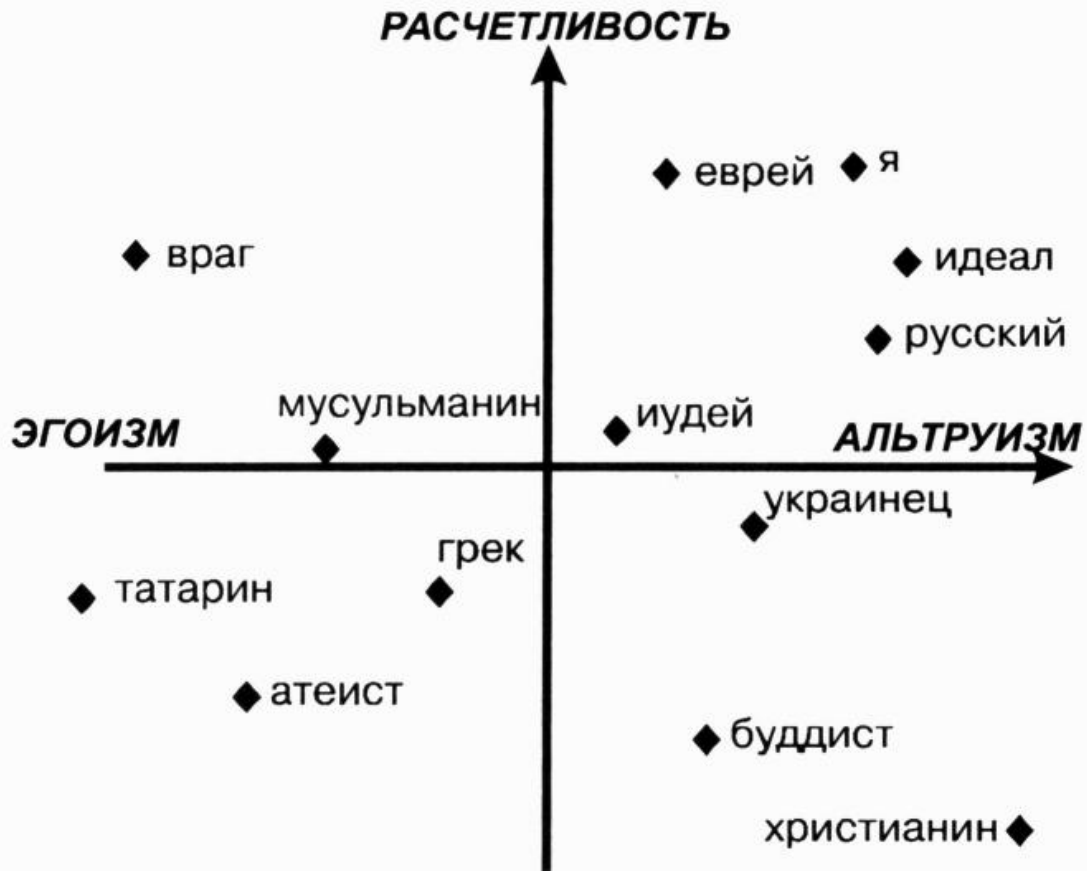 РАСЧЕТЛИВОСТЬ
еврей
я
враг
идеал
русский
мусульманин
иудей
ЭГОИЗМ
АЛЬТРУИЗМ
украинец
грек
татарин
атеист
буддист
христианин